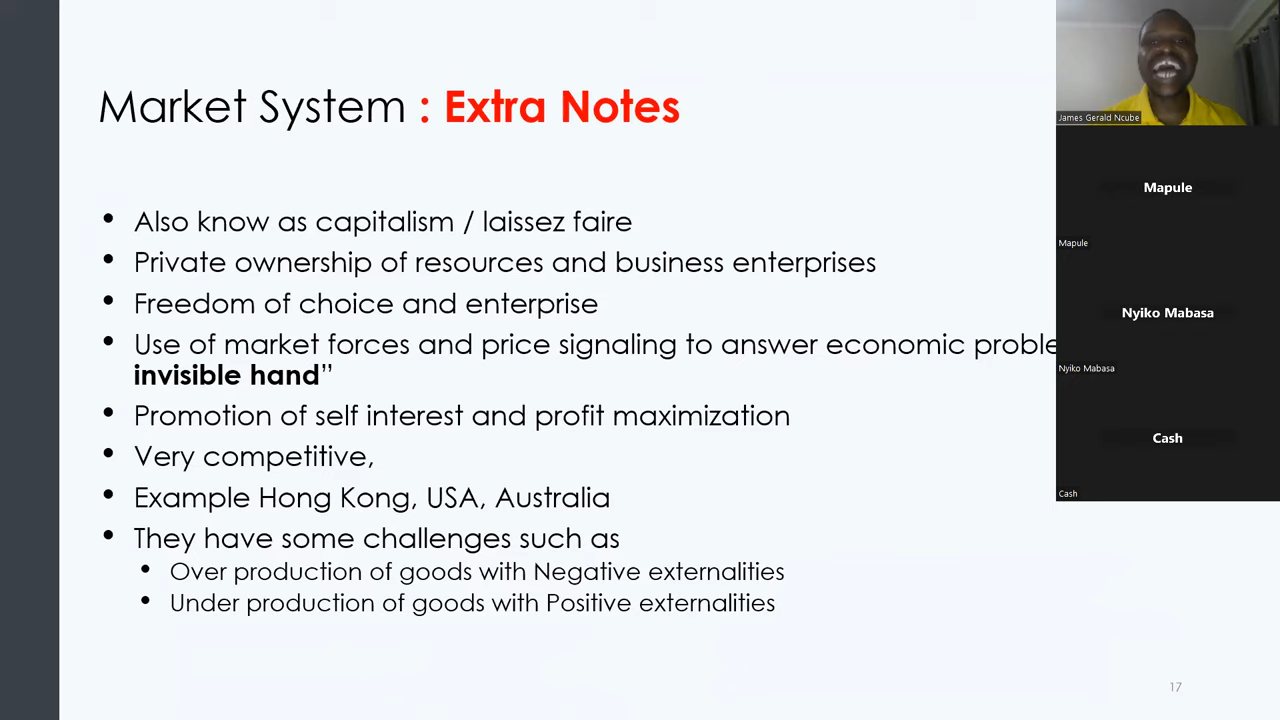 Market System : Extra Notes
• Also know as capitalism / laissez faire
• Private ownership of resources and business enterprises
• Freedom of choice and enterprise
• Use of market forces and price signaling to answer economic
invisible hand”
• Promotion of self interest and profit maximization
• Very competitive,
• Example Hong Kong, USA, Australia
• They have some challenges such as
• Over production of goods with Negative externalities
• Under production of goods with Positive externalities
17
James Gerald Ncube
Mapule
Mapule
Nyiko Mabasa
Nyiko Mabasa
Cash
Cash